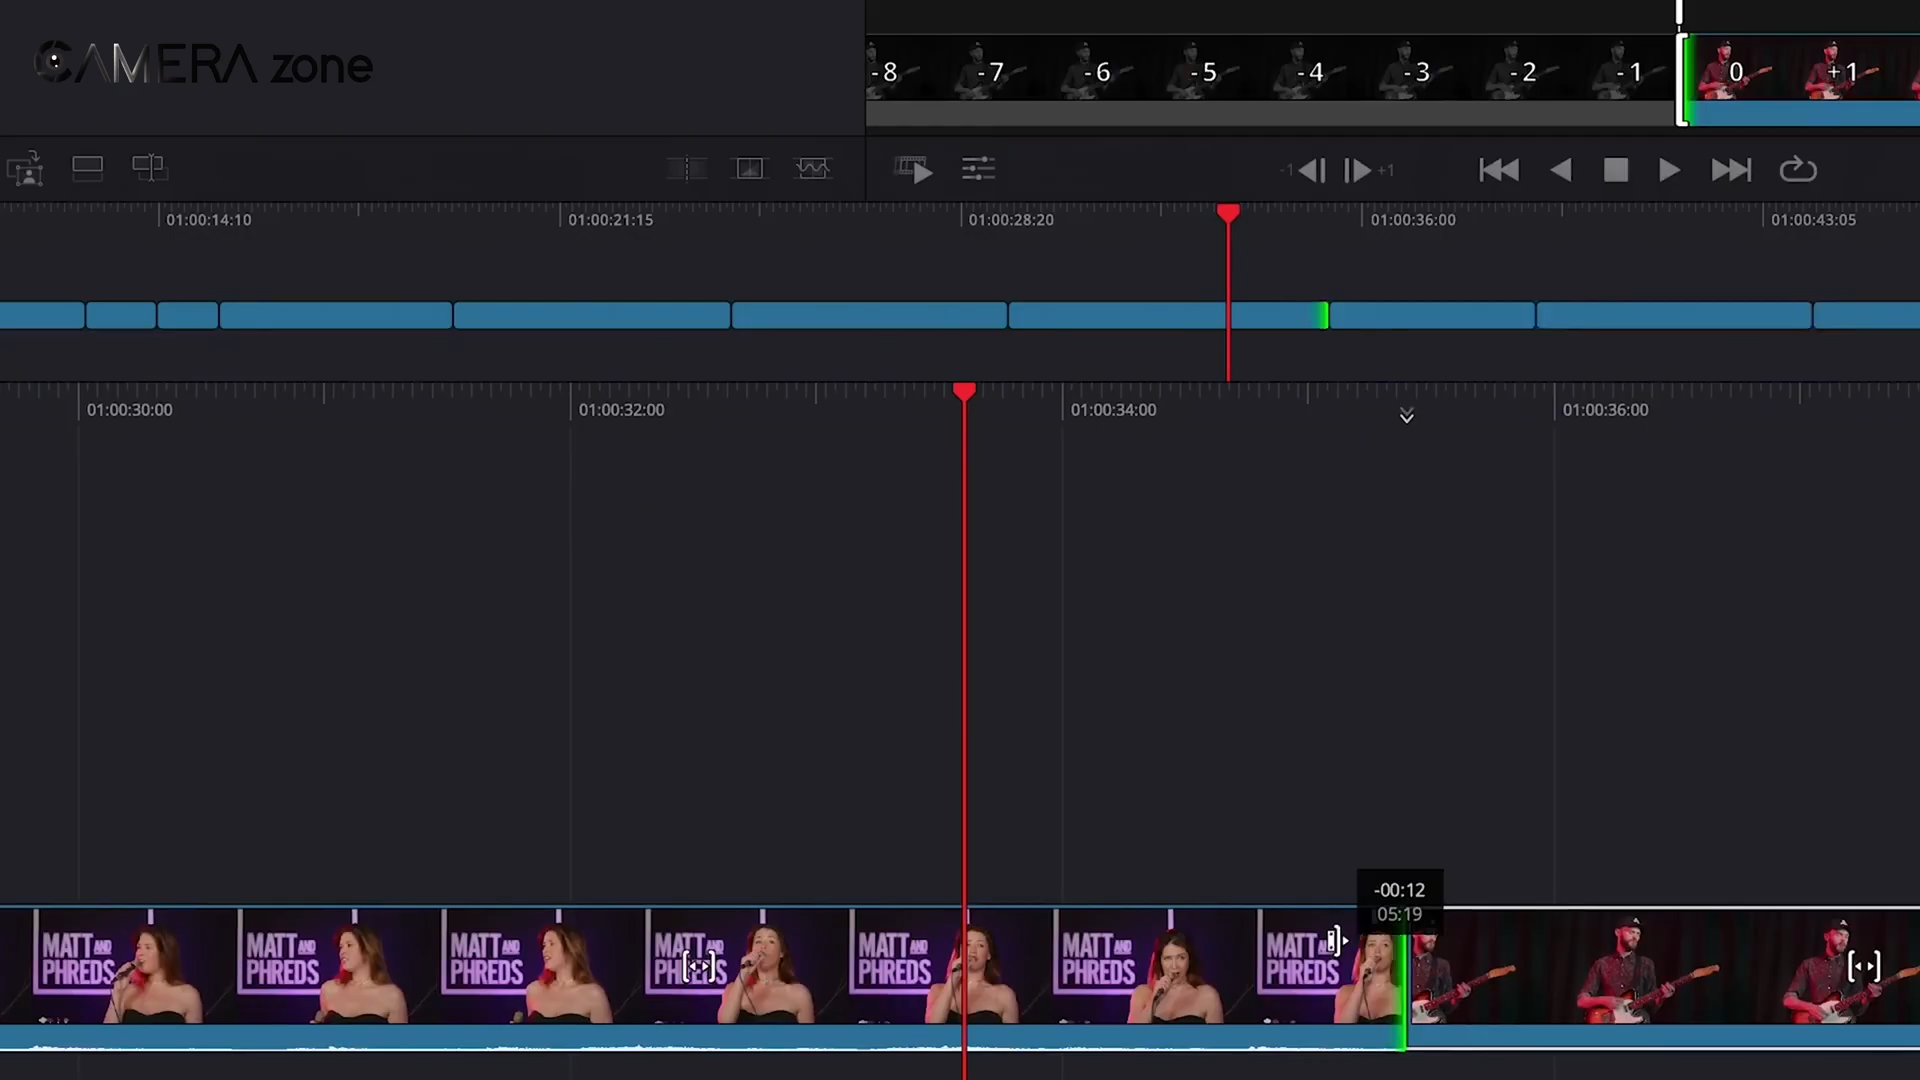 CAMERA zone
-8 -7 -6 -5 -4 -3 -2 -1 0 +1
-1 +1
01:00:14:10 01:00:21:15 01:00:28:20 01:00:36:00 01:00:43:05
01:00:30:00 01:00:32:00 01:00:34:00 01:00:36:00
-00:12
05:19
MATT AND PHREDS
MATT AND PHREDS
MATT AND PHREDS
MATT AND PHREDS
MATT AND PHREDS
MATT AND PHREDS
MATT AND PHREDS